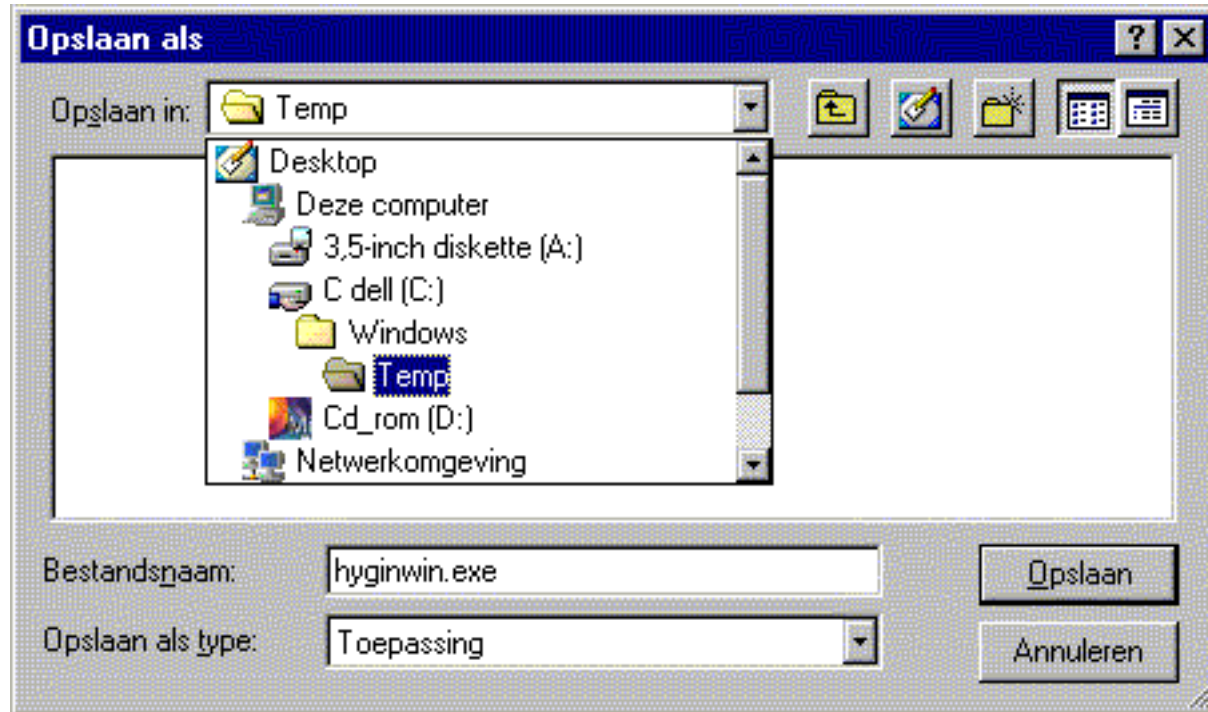 Opslaan als
Opslaan in: Temp
Desktop
Deze computer
3,5-inch diskette (A:)
C dell (C:)
Windows
Temp
Cd_rom (D:)
Netwerkomgeving
Bestandsnaam: hyginwin.exe
Opslaan
Opslaan als type: Toepassing
Annuleren